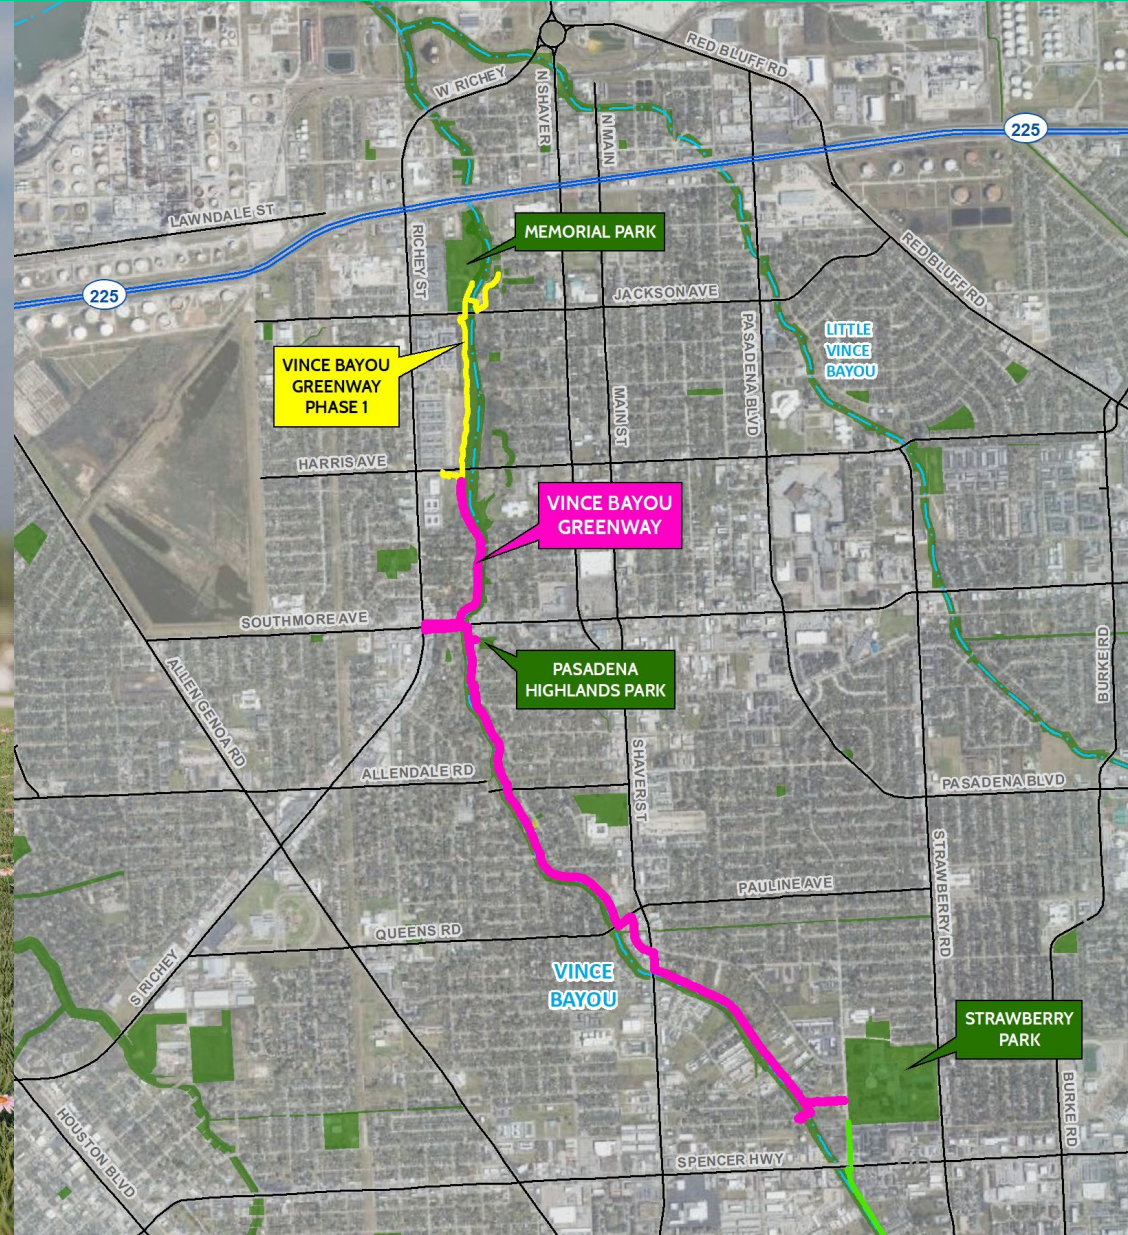 RED BLUFF RD
W RICHEY
N SHAVER
N MAIN
225
LAWNDALE ST
RICHEY ST
MEMORIAL PARK
RED BLUFF RD
225
JACKSON AVE
PASADENA BLVD
LITTLE
VINCE
BAYOU
VINCE BAYOU
GREENWAY
PHASE 1
MAIN ST
HARRIS AVE
VINCE BAYOU
GREENWAY
SOUTHMORE AVE
PASADENA
HIGHLANDS PARK
BURKE RD
ALLEN GENOA RD
ALLENDALE RD
SHAVER ST
PASADENA BLVD
STRAWBERRY RD
PAULINE AVE
QUEENS RD
S RICHEY
VINCE
BAYOU
STRAWBERRY
PARK
BURKE RD
HOUSTON BLVD
SPENCER HWY